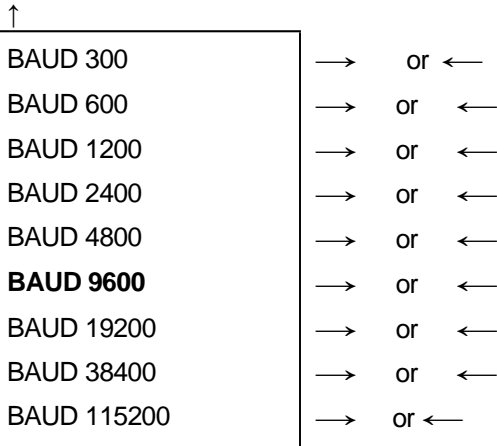 ↑
BAUD 300 → or ←
BAUD 600 → or ←
BAUD 1200 → or ←
BAUD 2400 → or ←
BAUD 4800 → or ←
BAUD 9600 → or ←
BAUD 19200 → or ←
BAUD 38400 → or ←
BAUD 115200 → or ←